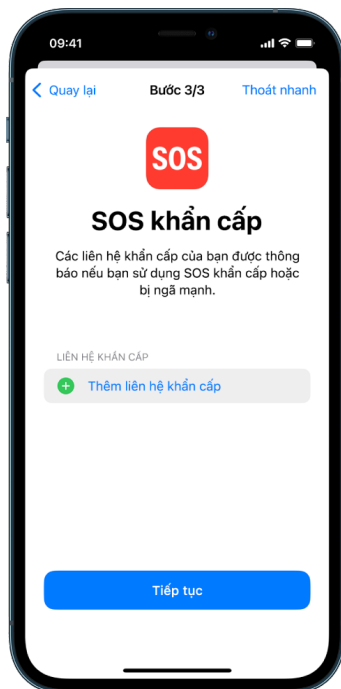 09:41
Quay lại Bước 3/3 Thoát nhanh
SOS
SOS khẩn cấp
Các liên hệ khẩn cấp của bạn được thông
báo nếu bạn sử dụng SOS khẩn cấp hoặc
bị ngã mạnh.
LIÊN HỆ KHẨN CẤP
Thêm liên hệ khẩn cấp
Tiếp tục